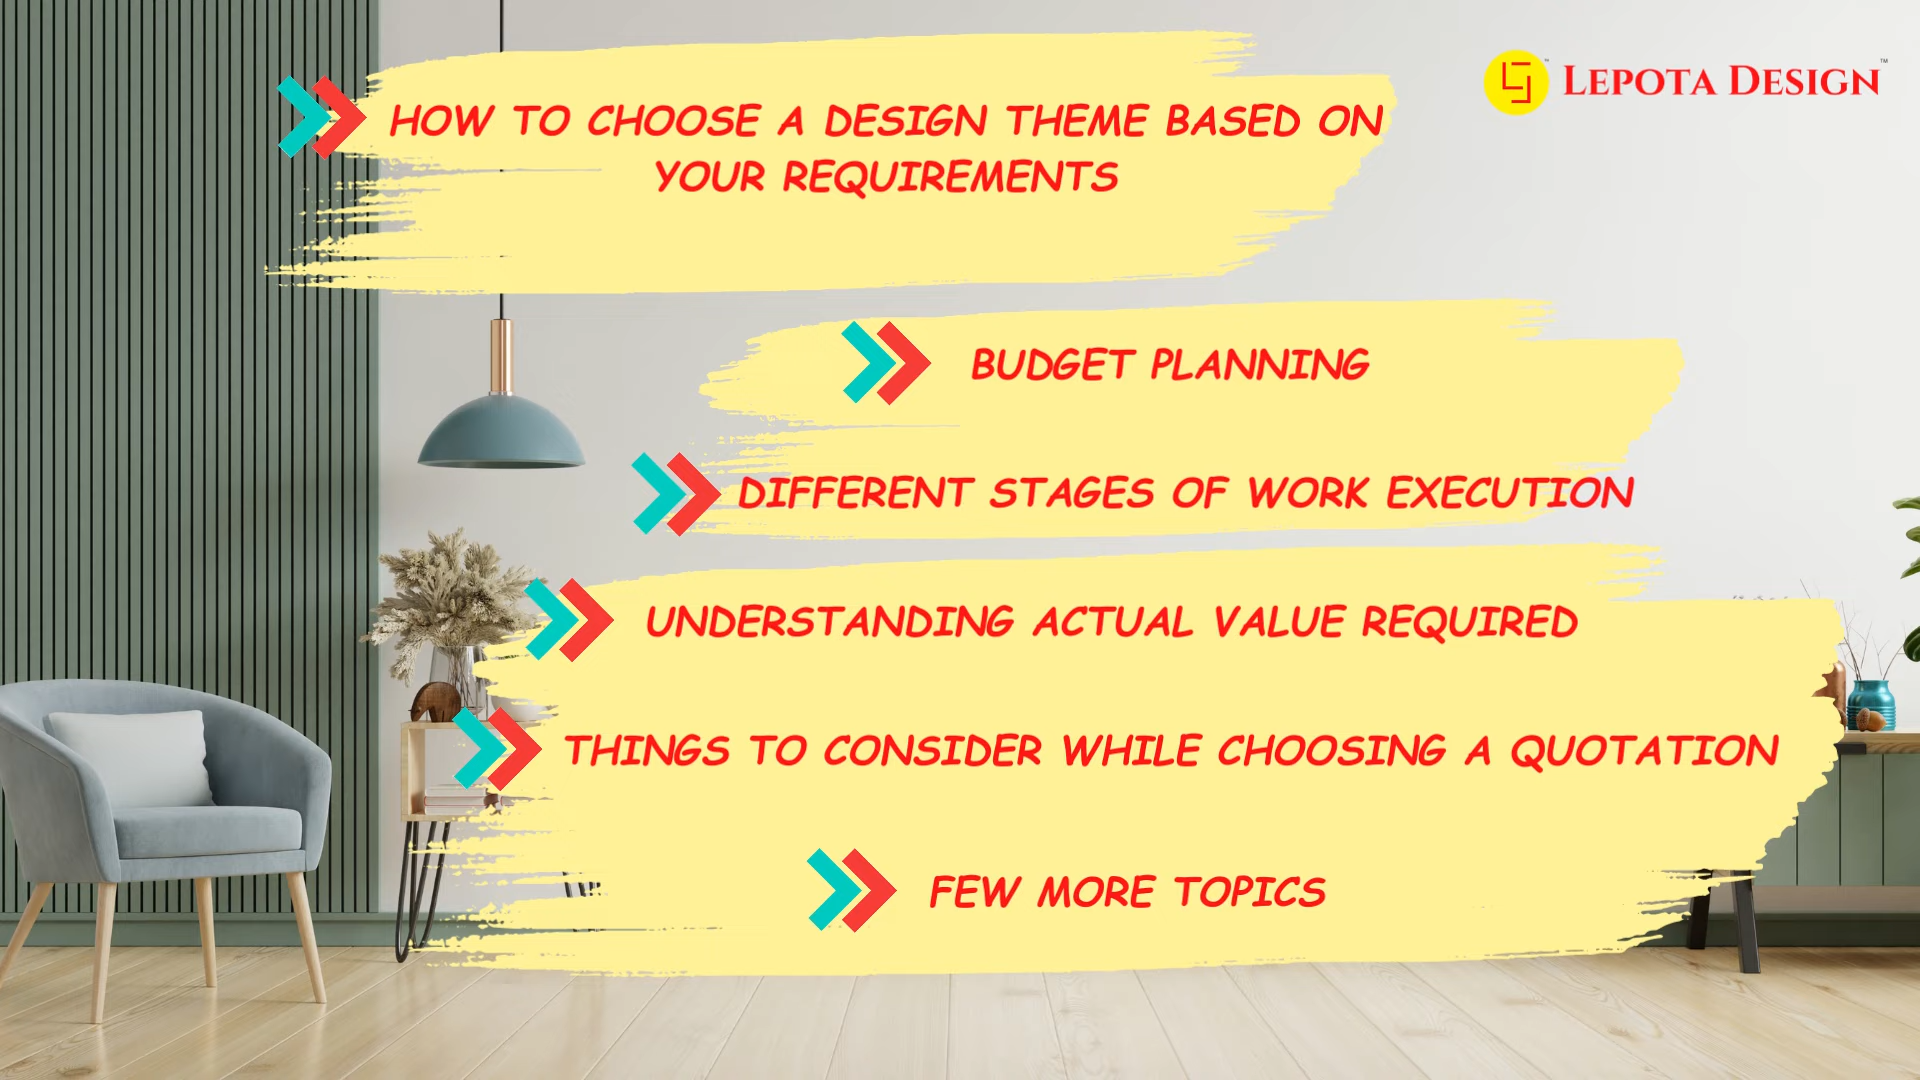 LEPOTA DESIGN™
HOW TO CHOOSE A DESIGN THEME BASED ON
YOUR REQUIREMENTS
BUDGET PLANNING
DIFFERENT STAGES OF WORK EXECUTION
UNDERSTANDING ACTUAL VALUE REQUIRED
THINGS TO CONSIDER WHILE CHOOSING A QUOTATION
FEW MORE TOPICS